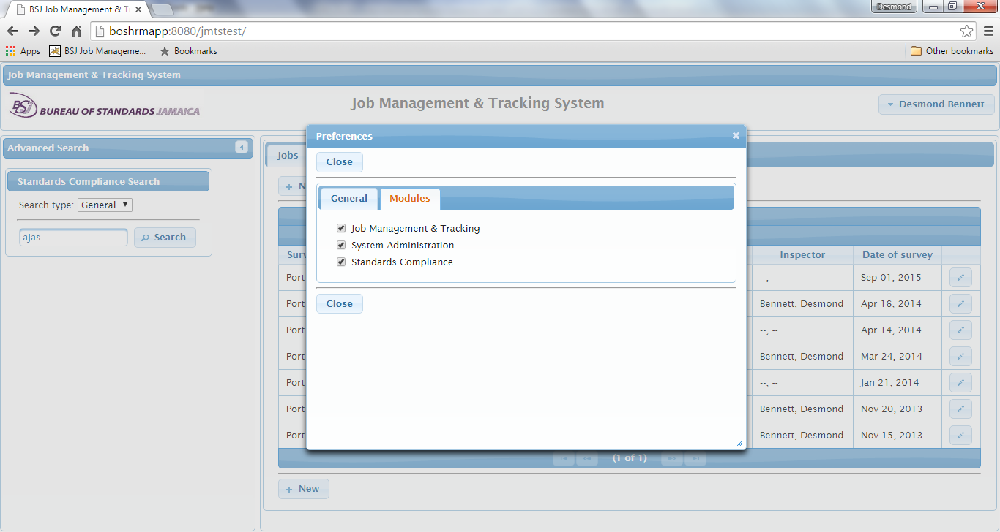 BSJ Job Management & T
Desmond
boshrmapp:8080/jmtstest/
Apps BSJ Job Manageme... Bookmarks Other bookmarks
Job Management & Tracking System
BSJ BUREAU OF STANDARDS JAMAICA
Job Management & Tracking System
Desmond Bennett
Advanced Search
Standards Compliance Search
Search type: General
ajas Search
Jobs
Preferences
Close
General Modules
Job Management & Tracking
System Administration
Standards Compliance
Close
Inspector Date of survey
Port --, -- Sep 01, 2015
Port Bennett, Desmond Apr 16, 2014
Port --, -- Apr 14, 2014
Port Bennett, Desmond Mar 24, 2014
Port --, -- Jan 21, 2014
Port Bennett, Desmond Nov 20, 2013
Port Bennett, Desmond Nov 15, 2013
(1 of 1)
+ New